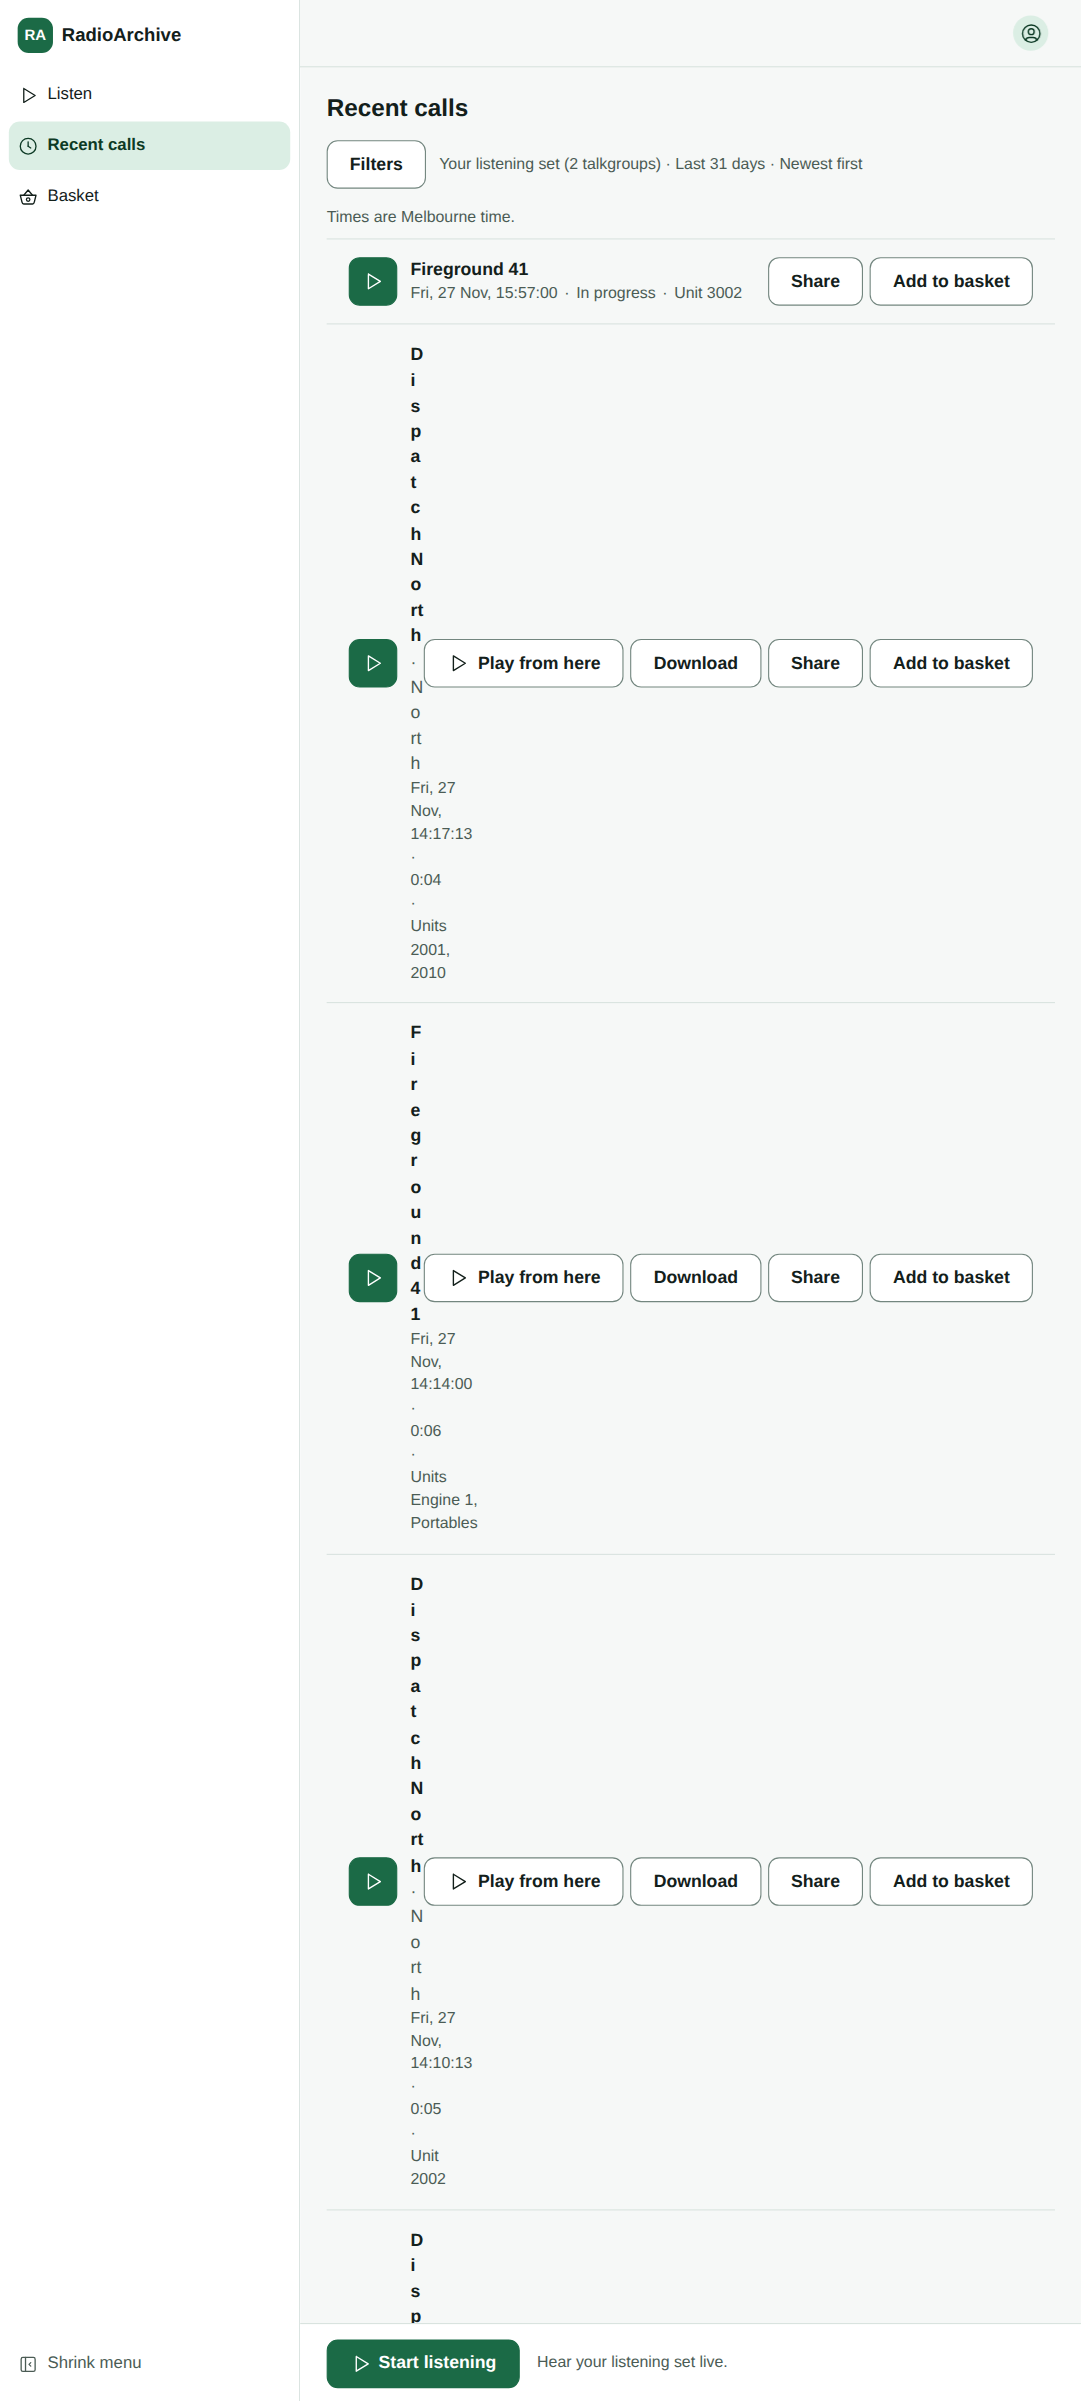 RA RadioArchive
Listen
Recent calls
Basket
Recent calls
Filters Your listening set (2 talkgroups) · Last 31 days · Newest first
Times are Melbourne time.
Fireground 41
Fri, 27 Nov, 15:57:00 · In progress · Unit 3002
Share Add to basket
D
i
s
p
a
t
c
h
N
o
rt
h
·
N
o
rt
h
Fri, 27
Nov,
14:17:13
·
0:04
·
Units
2001,
2010
Play from here Download Share Add to basket
F
i
r
e
g
r
o
u
n
d
4
1
Fri, 27
Nov,
14:14:00
·
0:06
·
Units
Engine 1,
Portables
Play from here Download Share Add to basket
D
i
s
p
a
t
c
h
N
o
rt
h
·
N
o
rt
h
Fri, 27
Nov,
14:10:13
·
0:05
·
Unit
2002
Play from here Download Share Add to basket
D
i
s
p
Shrink menu
Start listening Hear your listening set live.